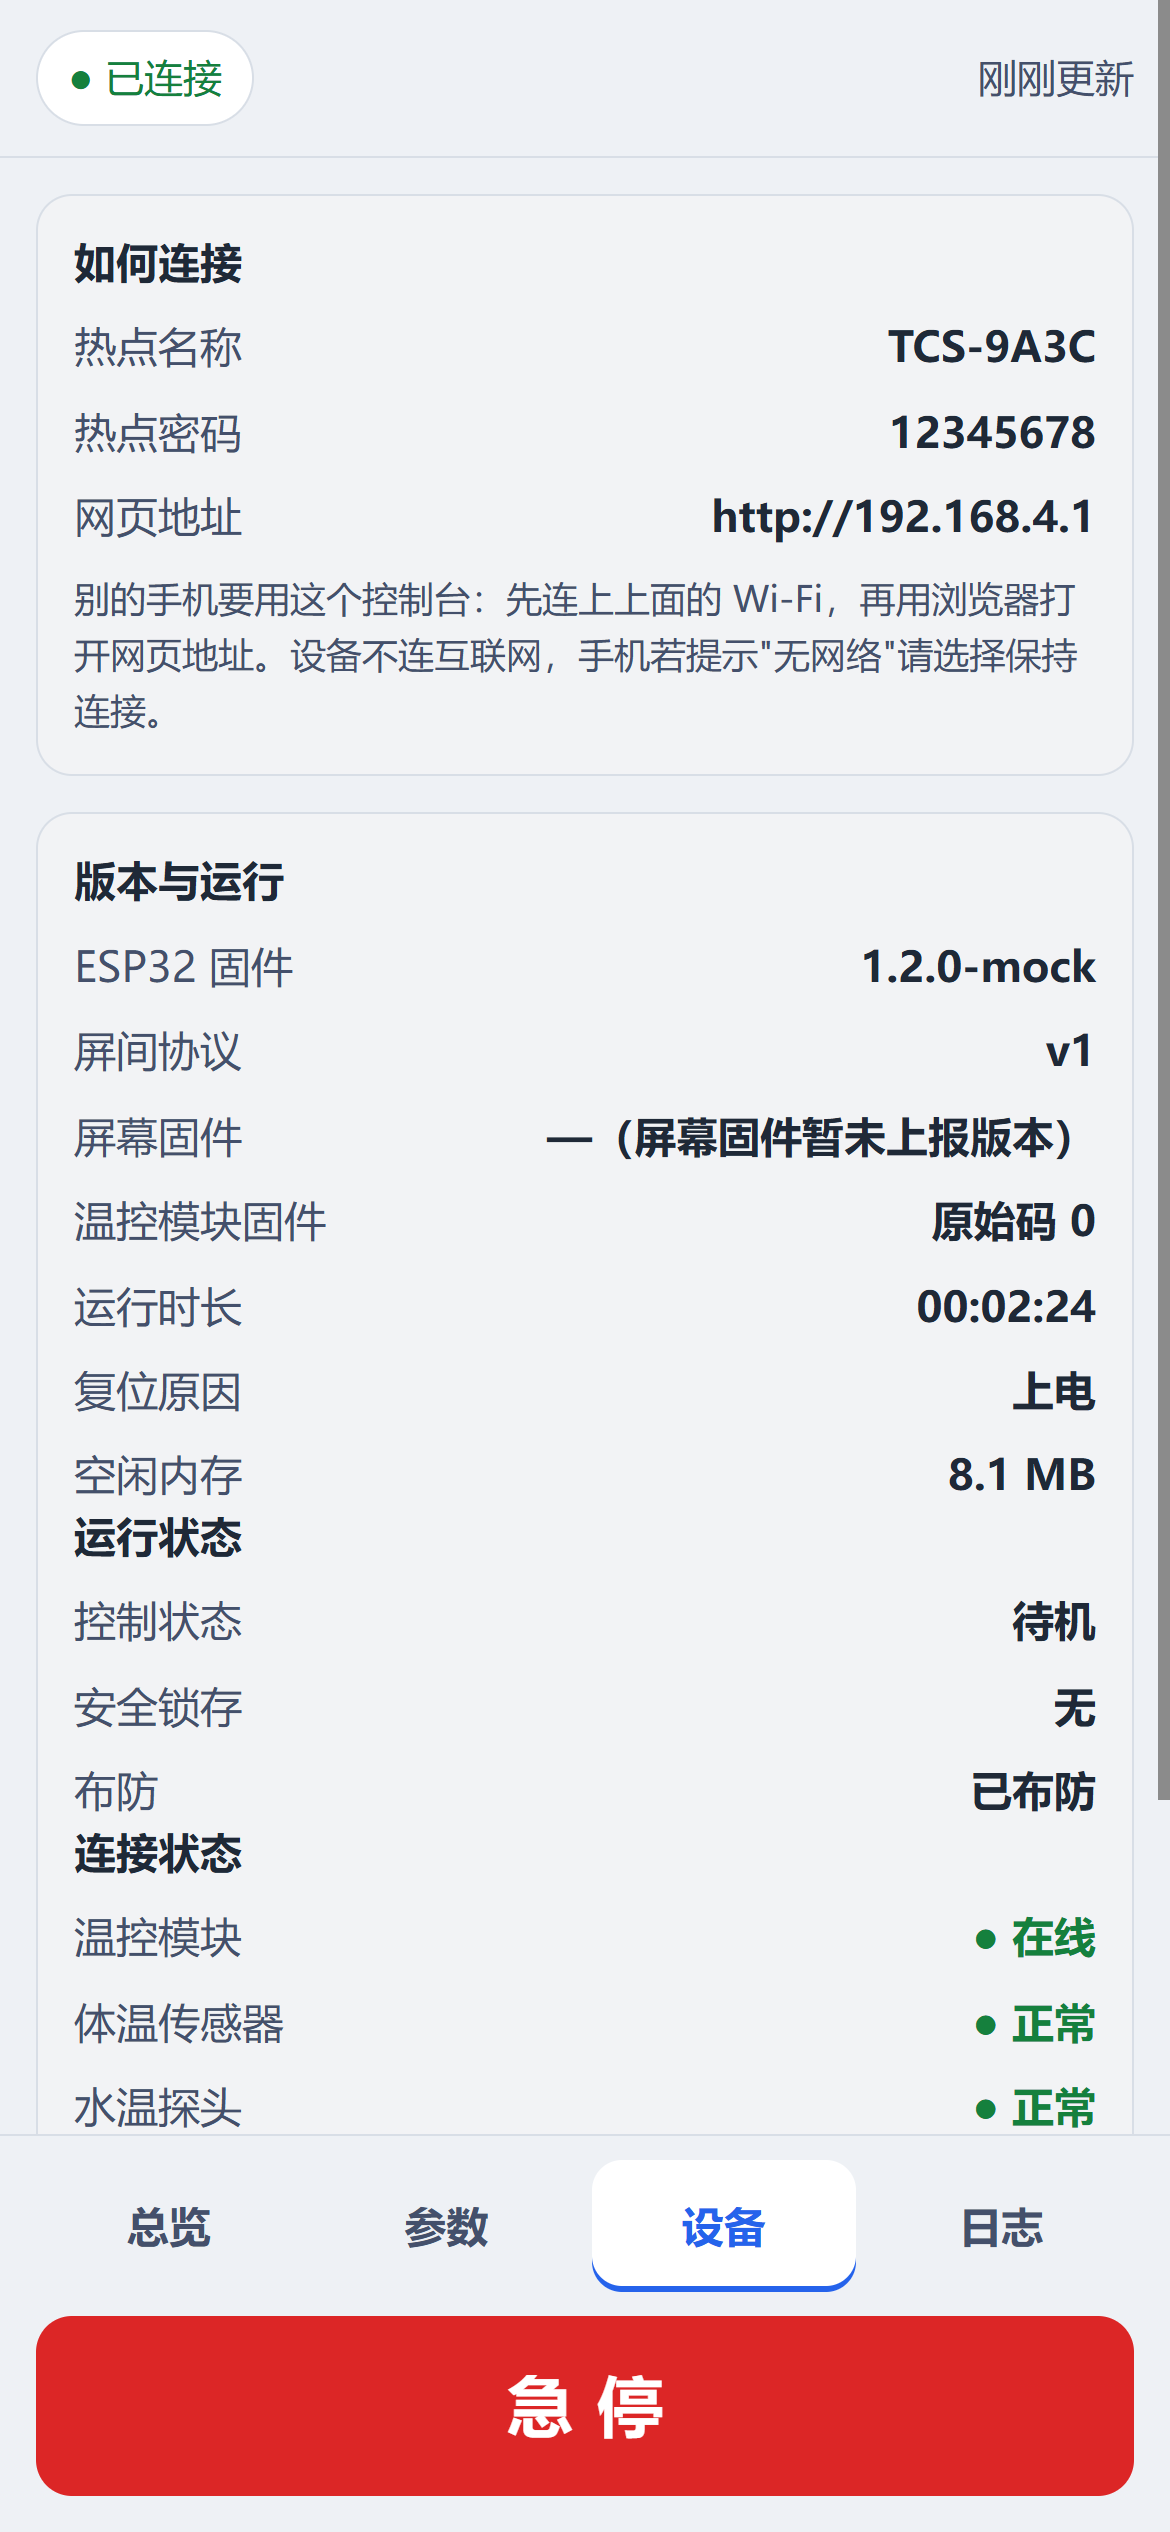 ● 已连接
刚刚更新
如何连接
热点名称 TCS-9A3C
热点密码 12345678
网页地址 http://192.168.4.1
别的手机要用这个控制台：先连上上面的 Wi-Fi，再用浏览器打
开网页地址。设备不连互联网，手机若提示"无网络"请选择保持
连接。
版本与运行
ESP32 固件 1.2.0-mock
屏间协议 v1
屏幕固件 —（屏幕固件暂未上报版本）
温控模块固件 原始码 0
运行时长 00:02:24
复位原因 上电
空闲内存 8.1 MB
运行状态
控制状态 待机
安全锁存 无
布防 已布防
连接状态
温控模块 ● 在线
体温传感器 ● 正常
水温探头 ● 正常
总览 参数 设备 日志
急 停